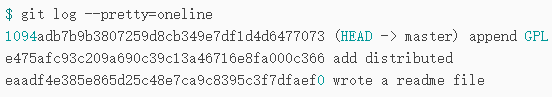 $ git log --pretty=oneline
1094adb7b9b3807259d8cb349e7df1d4d6477073 (HEAD -> master) append GPL
e475afc93c209a690c39c13a46716e8fa000c366 add distributed
eaadf4e385e865d25c48e7ca9c8395c3f7dfaef0 wrote a readme file